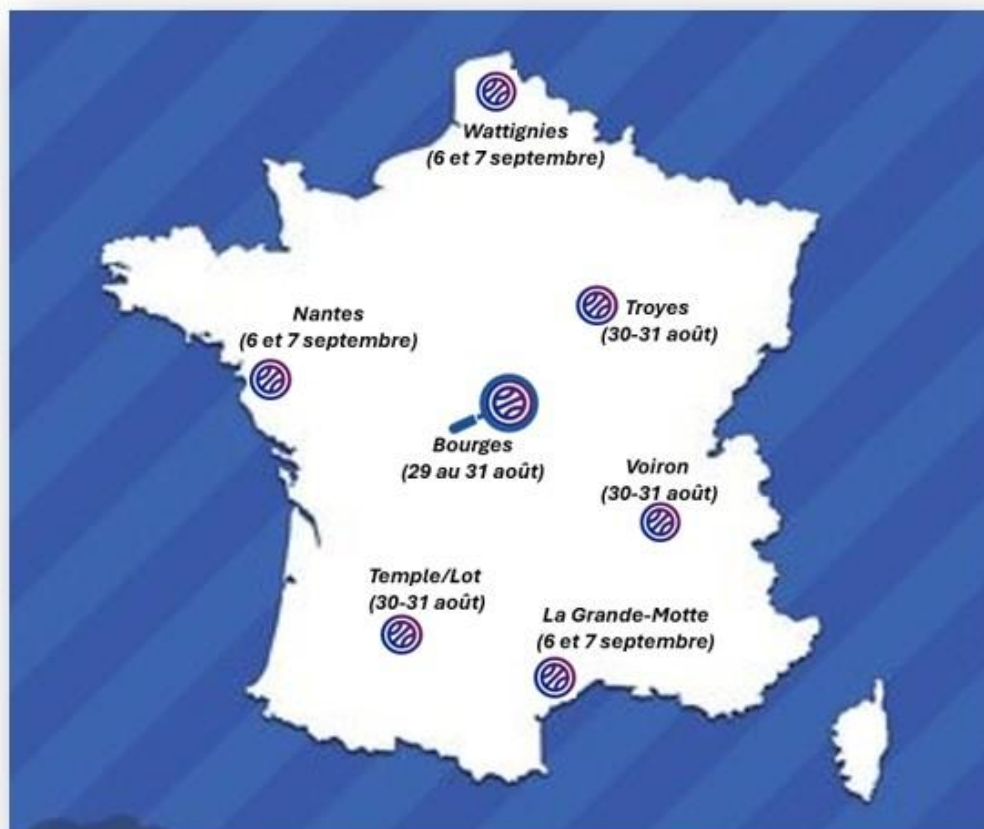 Wattignies
(6 et 7 septembre)
Nantes
(6 et 7 septembre)
Troyes
(30-31 août)
Bourges
(29 au 31 août)
Voiron
(30-31 août)
Temple/Lot
(30-31 août)
La Grande-Motte
(6 et 7 septembre)